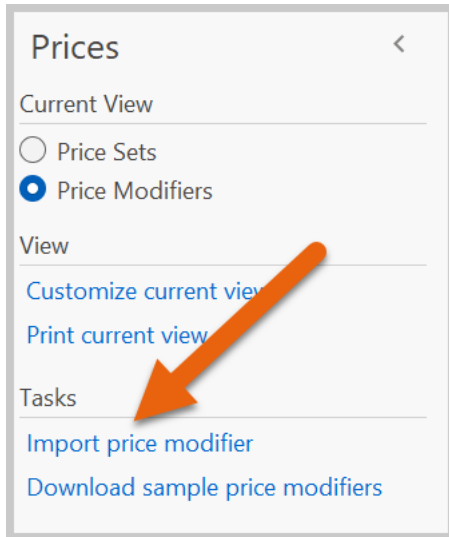 Prices
Current View
Price Sets
Price Modifiers
View
Customize current view
Print current view
Tasks
Import price modifier
Download sample price modifiers